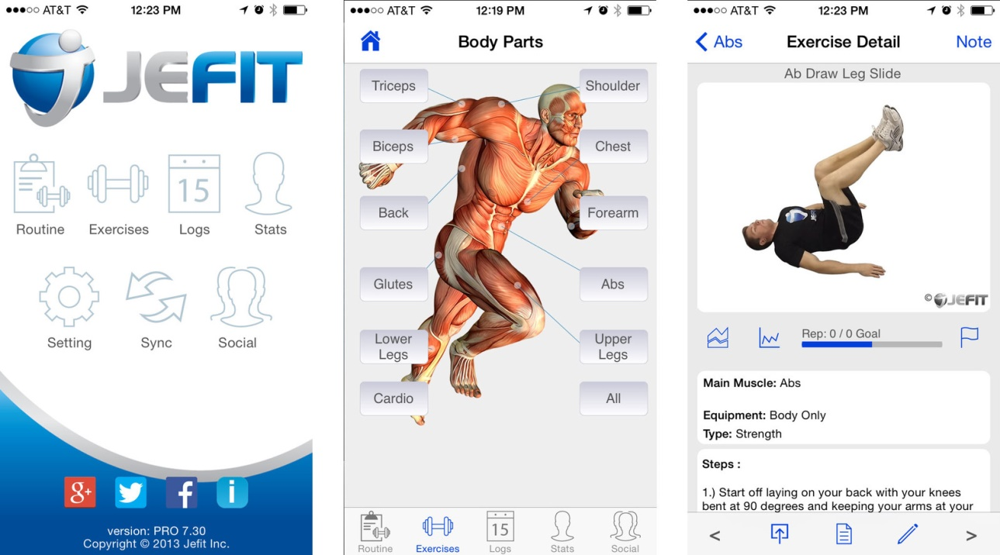 AT&T 12:23 PM
JEFIT
15
Routine Exercises Logs Stats
Setting Sync Social
g+ f i
version: PRO 7.30
Copyright © 2013 Jefit Inc.
AT&T 12:19 PM
Body Parts
Triceps Shoulder
Biceps Chest
Back Forearm
Glutes Abs
Lower Upper
Legs Legs
Cardio All
15
Routine Exercises Logs Stats Social
AT&T 12:23 PM
Abs Exercise Detail Note
Ab Draw Leg Slide
JEFIT
© JEFIT
Rep: 0 / 0 Goal
Main Muscle: Abs
Equipment: Body Only
Type: Strength
Steps :
1.) Start off laying on your back with your knees
bent at 90 degrees and keeping your arms at your
< >